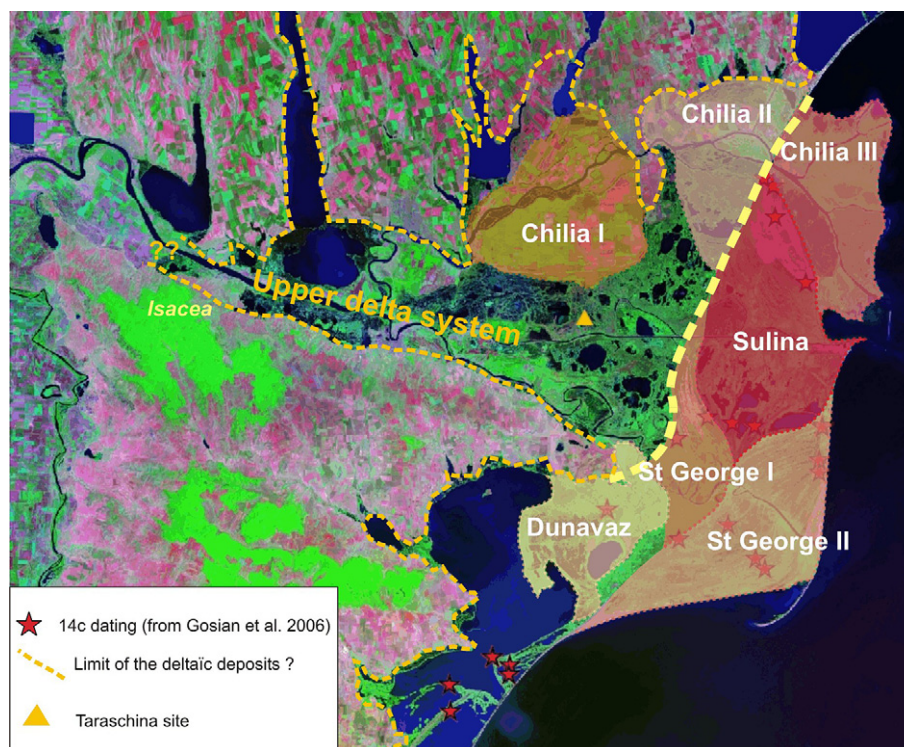 Chilia II
Chilia III
Chilia I
??
Isacea
Upper delta system
Sulina
St George I
Dunavaz
St George II
14c dating (from Gosian et al. 2006)
Limit of the deltaïc deposits ?
Taraschina site